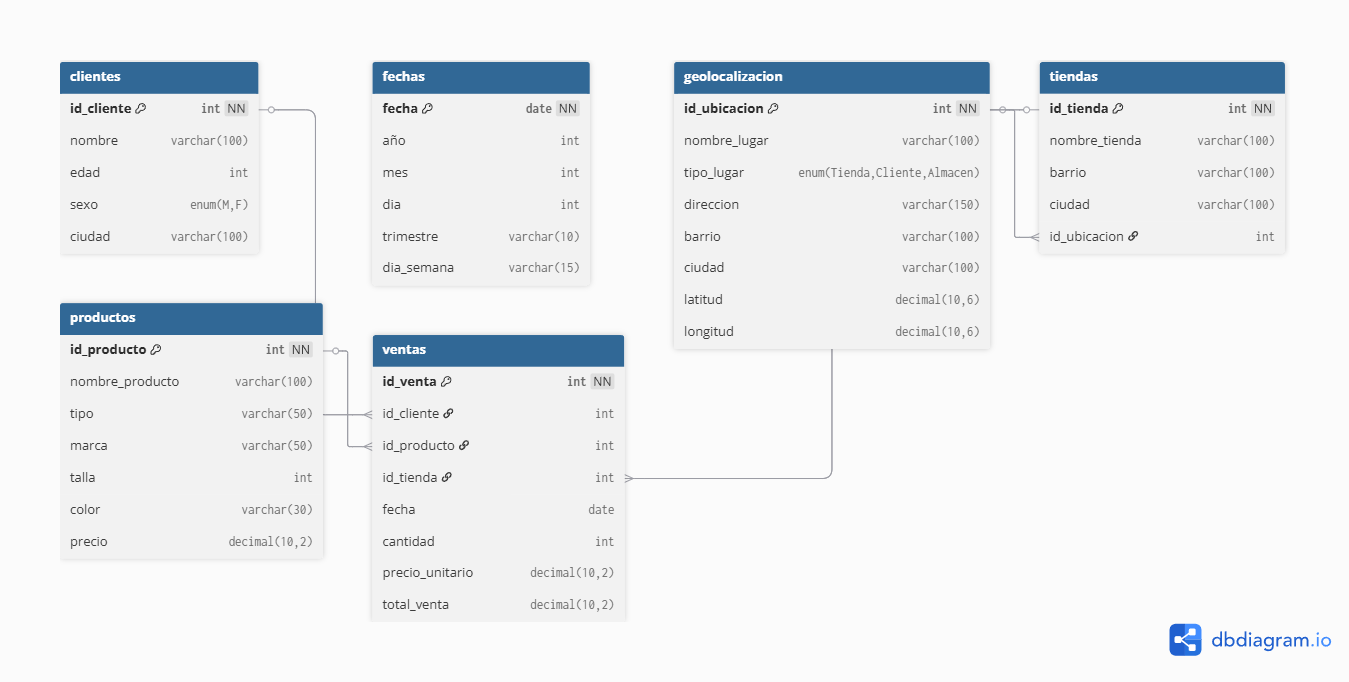 clientes
id_cliente int NN
nombre varchar(100)
edad int
sexo enum(M,F)
ciudad varchar(100)
fechas
fecha date NN
año int
mes int
dia int
trimestre varchar(10)
dia_semana varchar(15)
geolocalizacion
id_ubicacion int NN
nombre_lugar varchar(100)
tipo_lugar enum(Tienda,Cliente,Almacen)
direccion varchar(150)
barrio varchar(100)
ciudad varchar(100)
latitud decimal(10,6)
longitud decimal(10,6)
tiendas
id_tienda int NN
nombre_tienda varchar(100)
barrio varchar(100)
ciudad varchar(100)
id_ubicacion int
productos
id_producto int NN
nombre_producto varchar(100)
tipo varchar(50)
marca varchar(50)
talla int
color varchar(30)
precio decimal(10,2)
ventas
id_venta int NN
id_cliente int
id_producto int
id_tienda int
fecha date
cantidad int
precio_unitario decimal(10,2)
total_venta decimal(10,2)
dbdiagram.io